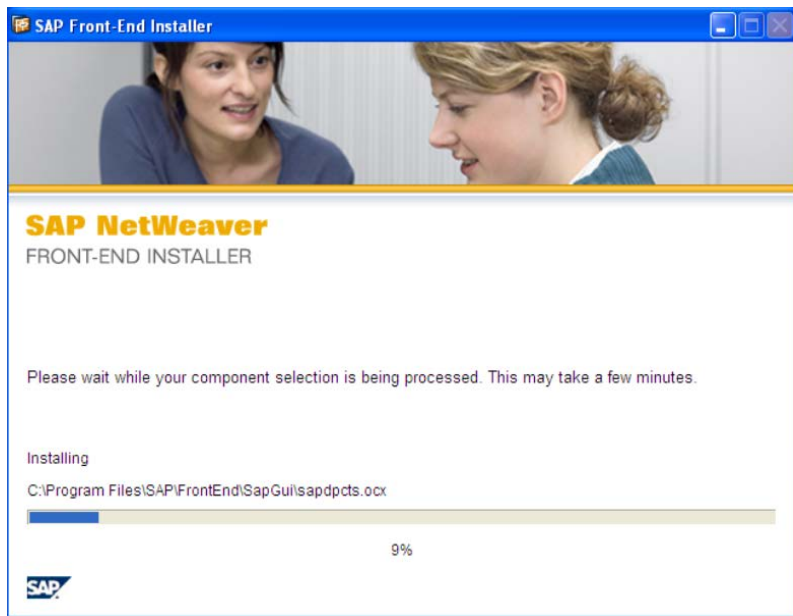 SAP Front-End Installer
SAP NetWeaver
FRONT-END INSTALLER
Please wait while your component selection is being processed. This may take a few minutes.
Installing
C:\Program Files\SAP\FrontEnd\SapGui\sapdpcts.ocx
9%
SAP